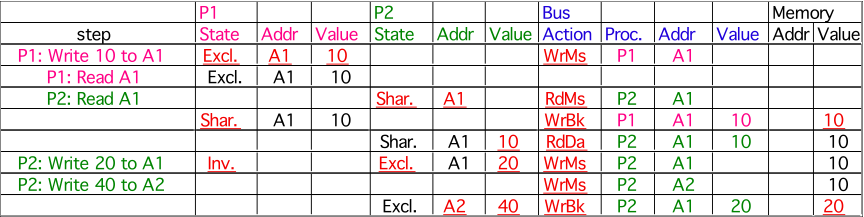 P1 P2 Bus Memory
step State Addr Value State Addr Value Action Proc. Addr Value Addr Value
P1: Write 10 to A1 Excl. A1 10 WrMs P1 A1
P1: Read A1 Excl. A1 10
P2: Read A1 Shar. A1 RdMs P2 A1
Shar. A1 10 WrBk P1 A1 10 10
Shar. A1 10 RdDa P2 A1 10 10
P2: Write 20 to A1 Inv. Excl. A1 20 WrMs P2 A1 10
P2: Write 40 to A2 WrMs P2 A2 10
Excl. A2 40 WrBk P2 A1 20 20